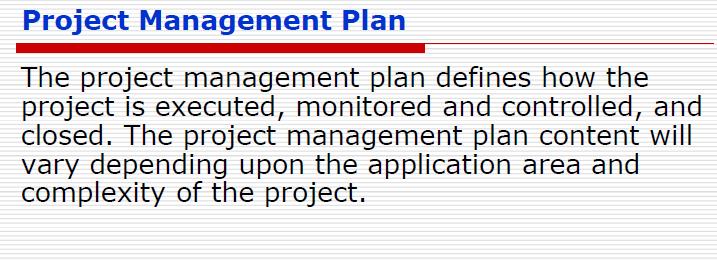 Project Management Plan
The project management plan defines how the
project is executed, monitored and controlled, and
closed. The project management plan content will
vary depending upon the application area and
complexity of the project.